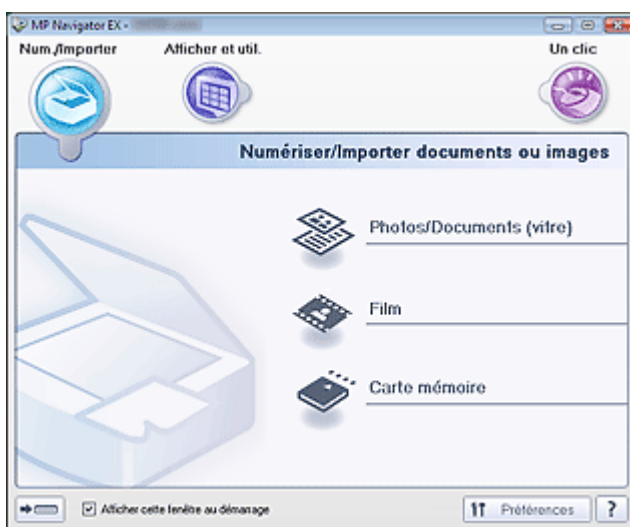 MP Navigator EX -
Num./Importer
Afficher et util.
Un clic
Numériser/Importer documents ou images
Photos/Documents (vitre)
Film
Carte mémoire
Afficher cette fenêtre au démarrage
Préférences
?